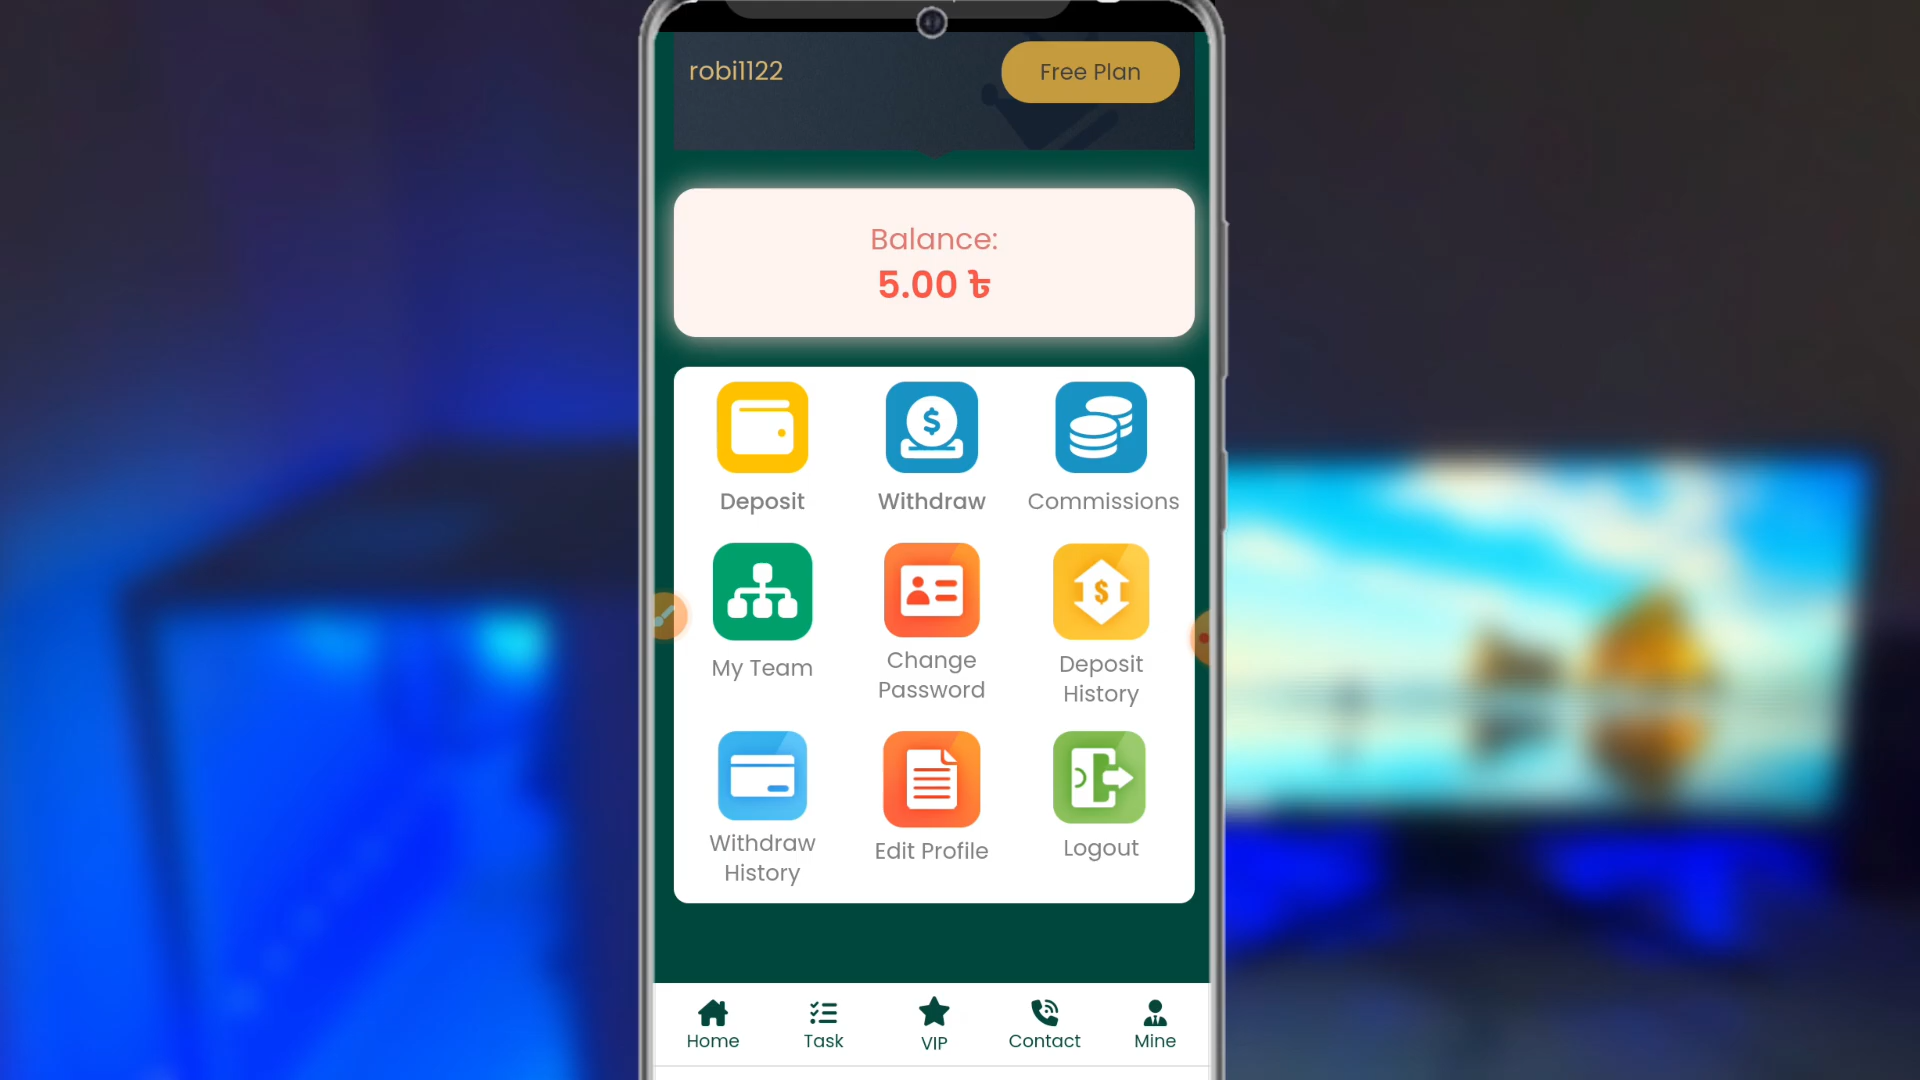 robi1122
Free Plan
Balance:
5.00 ৳
Deposit
Withdraw
Commissions
My Team
Change
Password
Deposit
History
Withdraw
History
Edit Profile
Logout
Home
Task
VIP
Contact
Mine